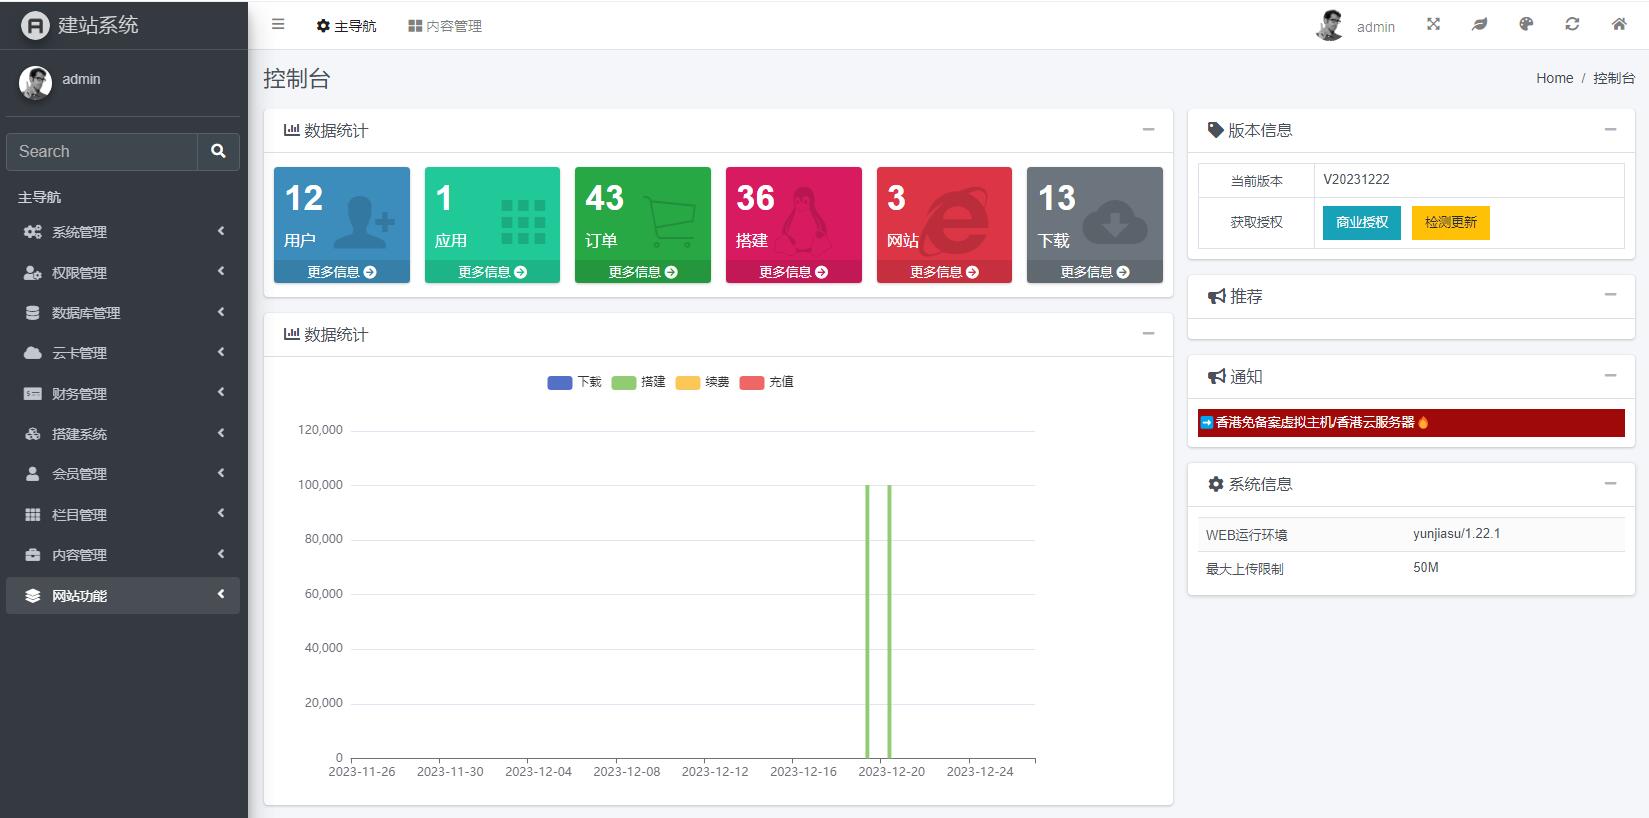 建站系统
admin
Search
主导航
系统管理
权限管理
数据库管理
云卡管理
财务管理
搭建系统
会员管理
栏目管理
内容管理
网站功能
主导航
内容管理
admin
控制台
Home / 控制台
数据统计
12
用户
更多信息
1
应用
更多信息
43
订单
更多信息
36
搭建
更多信息
3
网站
更多信息
13
下载
更多信息
数据统计
下载 搭建 续费 充值
120,000
100,000
80,000
60,000
40,000
20,000
0
2023-11-26 2023-11-30 2023-12-04 2023-12-08 2023-12-12 2023-12-16 2023-12-20 2023-12-24
版本信息
当前版本 V20231222
获取授权 商业授权 检测更新
推荐
通知
➡️香港免备案虚拟主机/香港云服务器🔥
系统信息
WEB运行环境 yunjiasu/1.22.1
最大上传限制 50M